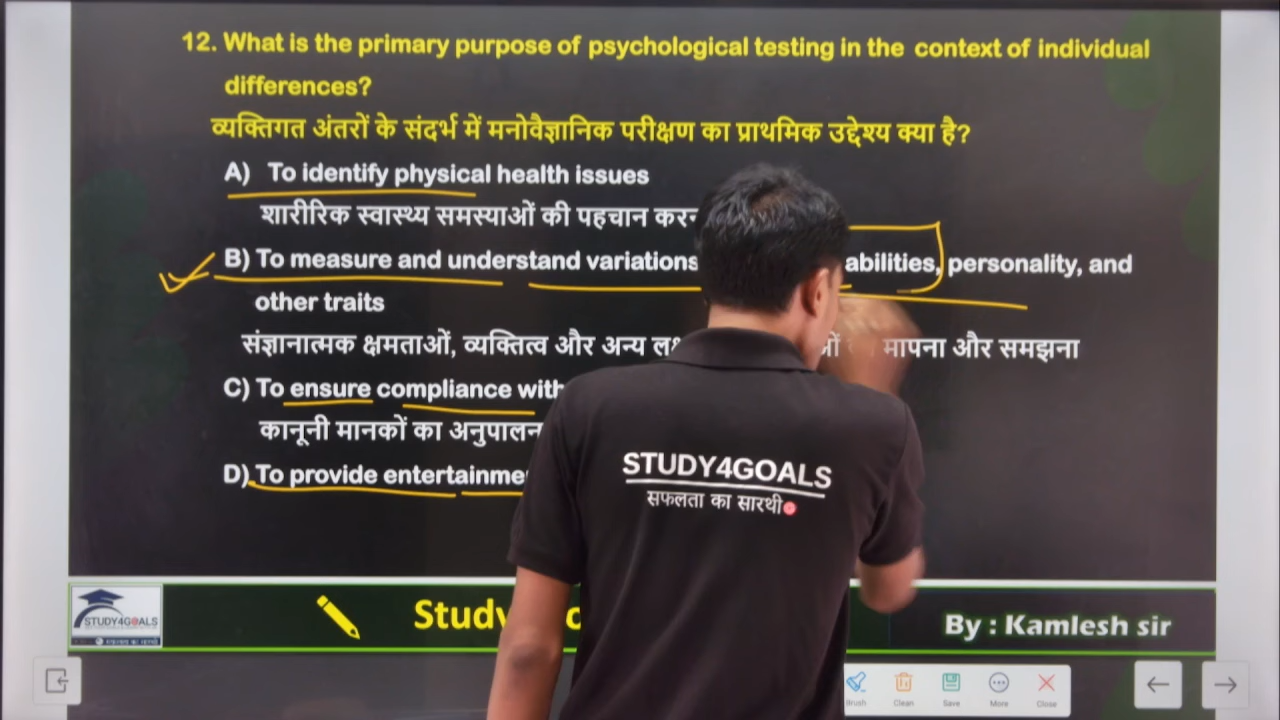 12. What is the primary purpose of psychological testing in the context of individual
differences?
व्यक्तिगत अंतरों के संदर्भ में मनोवैज्ञानिक परीक्षण का प्राथमिक उद्देश्य क्या है?
A) To identify physical health issues
शारीरिक स्वास्थ्य समस्याओं की पहचान
B) To measure and understand variations abilities, personality, and
other traits
संज्ञानात्मक क्षमताओं, व्यक्तित्व और अन्य मापना और समझना
C) To ensure compliance with
कानूनी मानकों का अनुपालन
D) To provide
STUDY4GOALS
सफलता का सारथी
STUDY4GOALS
By : Kamlesh sir
Brush Clean Save More Close